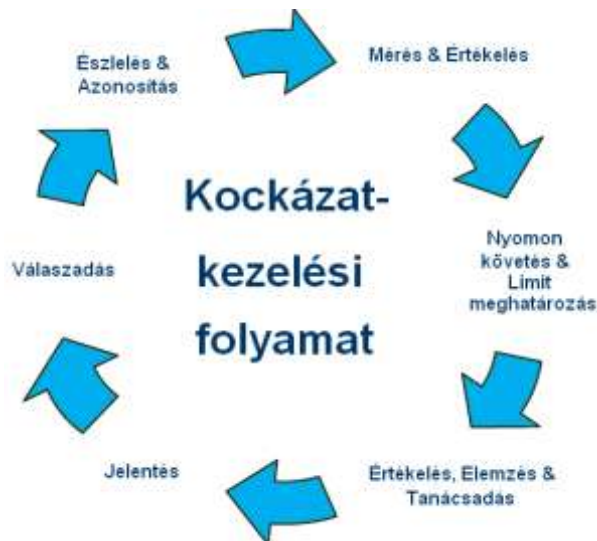 Észlelés &
Azonosítás
Mérés & Értékelés
Nyomon
követés &
Limit
meghatározás
Értékelés, Elemzés &
Tanácsadás
Jelentés
Válaszadás
Kockázat-
kezelési
folyamat